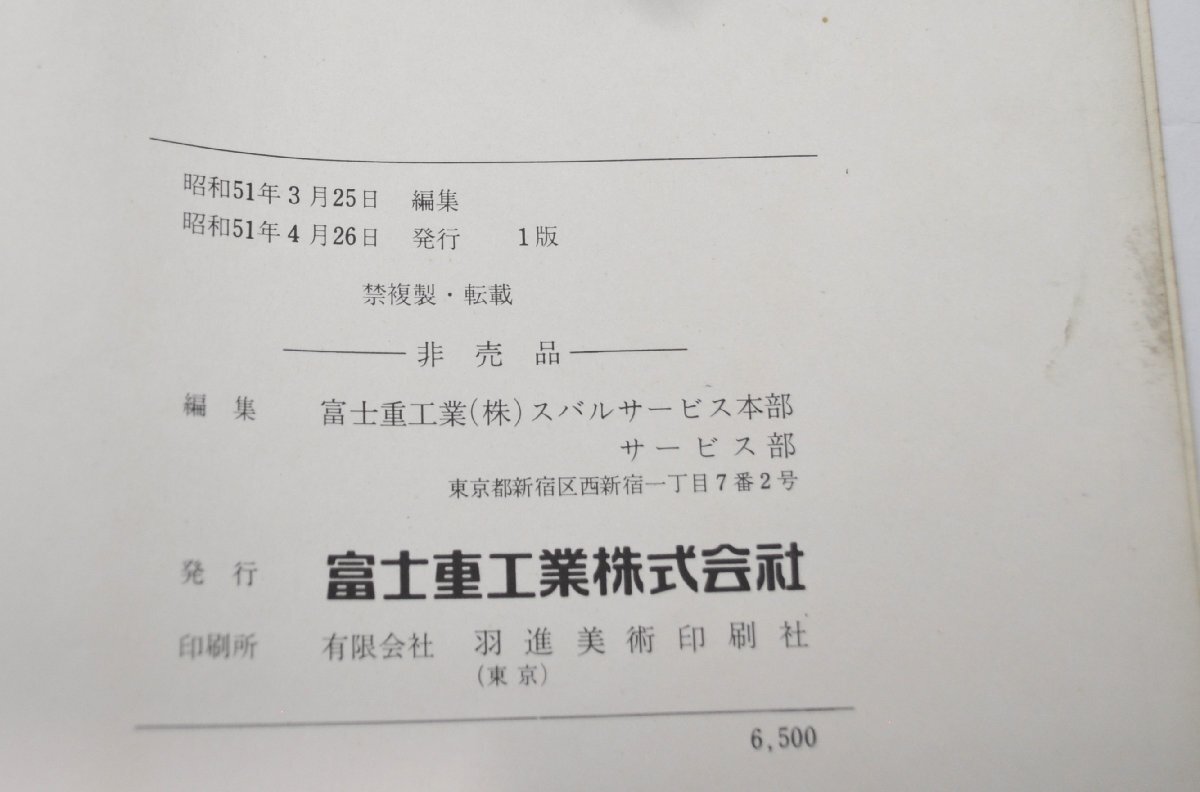 昭和51年3月25日 編集
昭和51年4月26日 発行 1版
禁複製・転載
非売品
編集 富士重工業(株)スバルサービス本部
サービス部
東京都新宿区西新宿一丁目7番2号
発行 富士重工業株式会社
印刷所 有限会社 羽進美術印刷社
(東京)
6,500